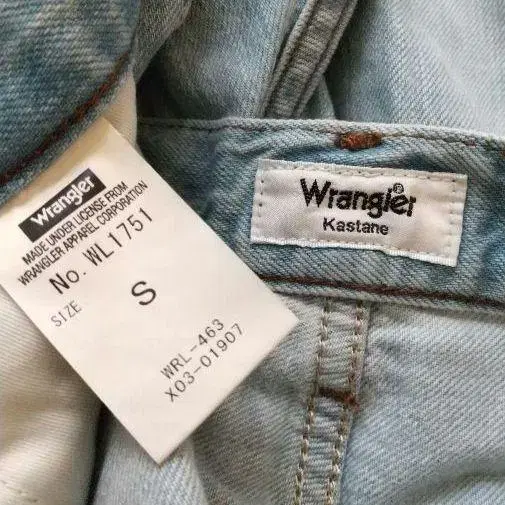 Wrangler
MADE UNDER LICENSE FROM
WRANGLER APPAREL CORPORATION
No. WL1751
SIZE
S
WRL-463
X03-01907
Wrangler®
Kastane